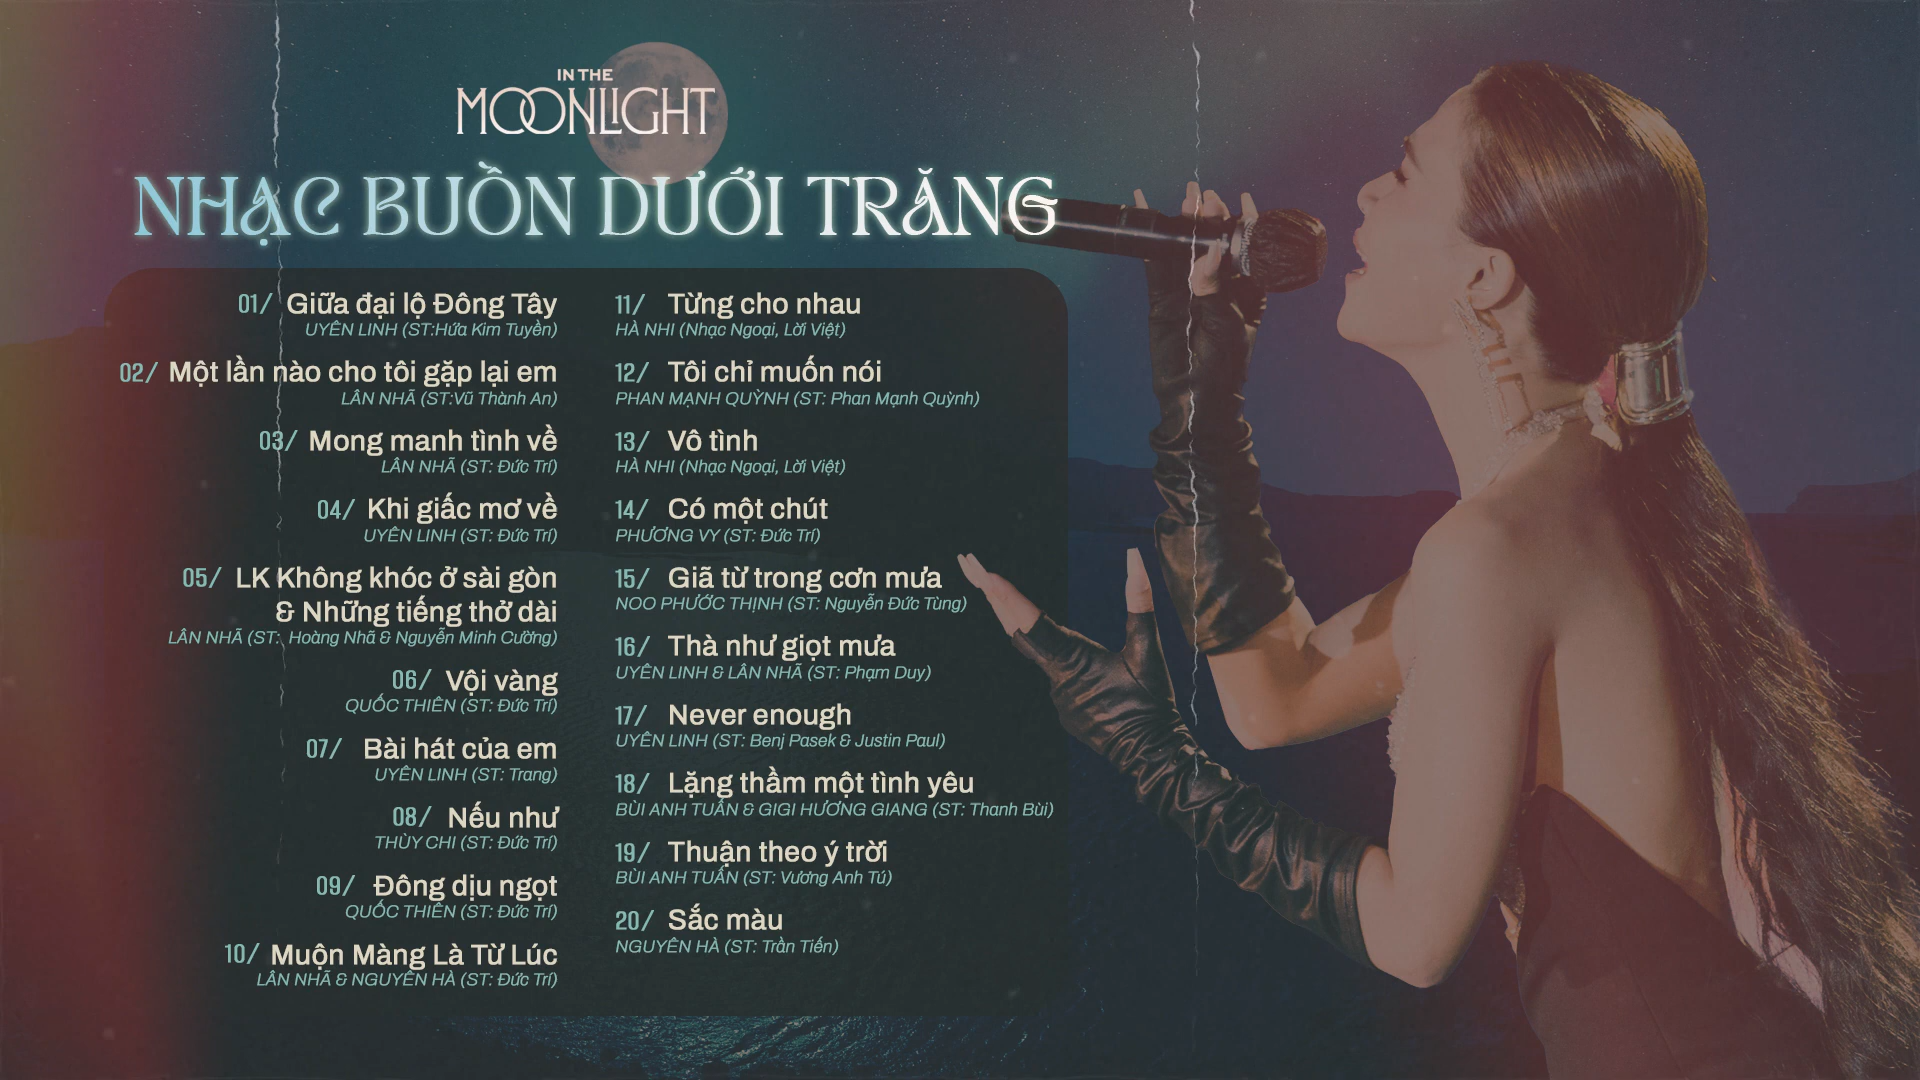 IN THE
MOONLIGHT
NHẠC BUỒN DƯỚI TRĂNG
01/ Giữa đại lộ Đông Tây
UYÊN LINH (ST:Hứa Kim Tuyền)
02/ Một lần nào cho tôi gặp lại em
LÂN NHÃ (ST:Vũ Thành An)
03/ Mong manh tình về
LÂN NHÃ (ST: Đức Trí)
04/ Khi giấc mơ về
UYÊN LINH (ST: Đức Trí)
05/ LK Không khóc ở sài gòn
& Những tiếng thở dài
LÂN NHÃ (ST: Hoàng Nhã & Nguyễn Minh Cường)
06/ Vội vàng
QUỐC THIÊN (ST: Đức Trí)
07/ Bài hát của em
UYÊN LINH (ST: Trang)
08/ Nếu như
THÙY CHI (ST: Đức Trí)
09/ Đông dịu ngọt
QUỐC THIÊN (ST: Đức Trí)
10/ Muộn Màng Là Từ Lúc
LÂN NHÃ & NGUYÊN HÀ (ST: Đức Trí)
11/ Từng cho nhau
HÀ NHI (Nhạc Ngoại, Lời Việt)
12/ Tôi chỉ muốn nói
PHAN MẠNH QUỲNH (ST: Phan Mạnh Quỳnh)
13/ Vô tình
HÀ NHI (Nhạc Ngoại, Lời Việt)
14/ Có một chút
PHƯƠNG VY (ST: Đức Trí)
15/ Giã từ trong cơn mưa
NOO PHƯỚC THỊNH (ST: Nguyễn Đức Tùng)
16/ Thà như giọt mưa
UYÊN LINH & LÂN NHÃ (ST: Phạm Duy)
17/ Never enough
UYÊN LINH (ST: Benj Pasek & Justin Paul)
18/ Lặng thầm một tình yêu
BÙI ANH TUẤN & GIGI HƯƠNG GIANG (ST: Thanh Bùi)
19/ Thuận theo ý trời
BÙI ANH TUẤN (ST: Vương Anh Tú)
20/ Sắc màu
NGUYÊN HÀ (ST: Trần Tiến)